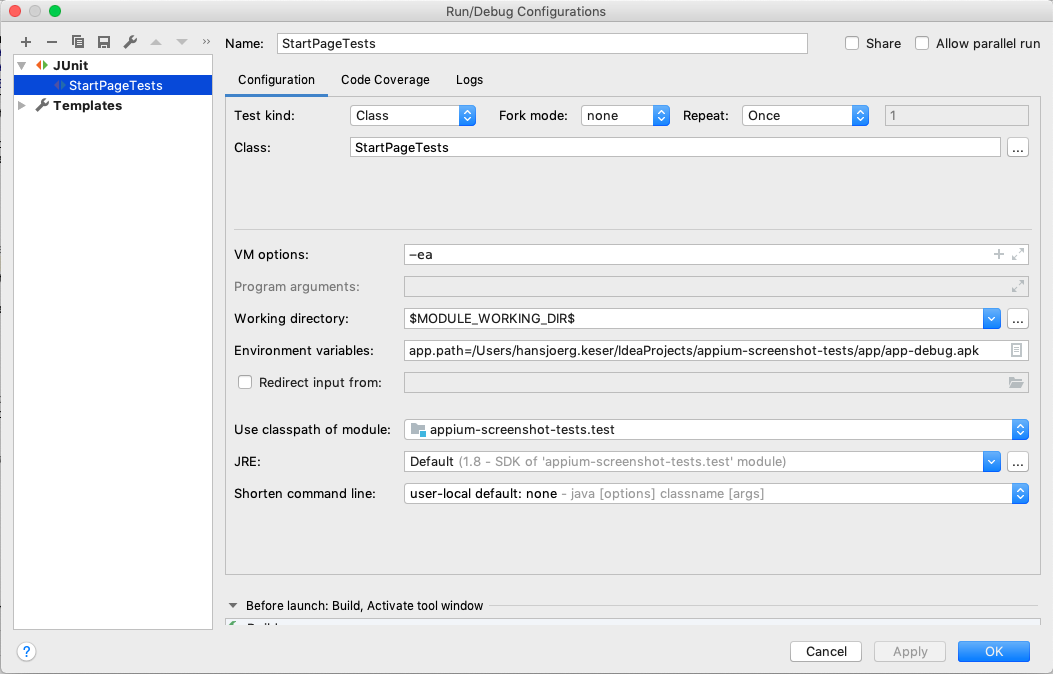 Run/Debug Configurations
Name: StartPageTests Share Allow parallel run
JUnit
StartPageTests
Templates
Configuration Code Coverage Logs
Test kind: Class Fork mode: none Repeat: Once 1
Class: StartPageTests ...
VM options: -ea
Program arguments:
Working directory: $MODULE_WORKING_DIR$ ...
Environment variables: app.path=/Users/hansjoerg.keser/IdeaProjects/appium-screenshot-tests/app/app-debug.apk
Redirect input from:
Use classpath of module: appium-screenshot-tests.test
JRE: Default (1.8 - SDK of 'appium-screenshot-tests.test' module) ...
Shorten command line: user-local default: none - java [options] classname [args]
Before launch: Build, Activate tool window
? Cancel Apply OK